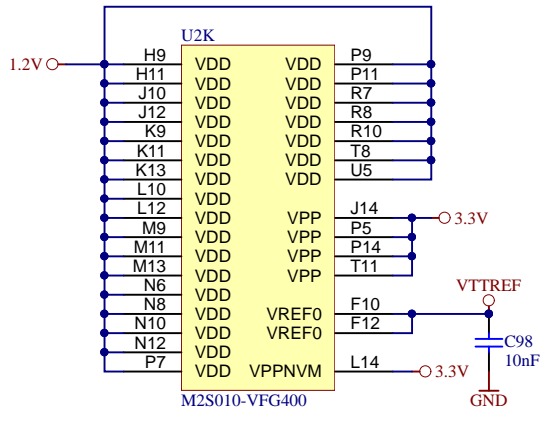 U2K
1.2V H9 VDD VDD P9
H11 VDD VDD P11
J10 VDD VDD R7
J12 VDD VDD R8
K9 VDD VDD R10
K11 VDD VDD T8
K13 VDD VDD U5
L10 VDD
L12 VDD VPP J14 3.3V
M9 VDD VPP P5
M11 VDD VPP P14
M13 VDD VPP T11
N6 VDD VTTREF
N8 VDD VREF0 F10
N10 VDD VREF0 F12
N12 VDD C98
P7 VDD VPPNVM L14 3.3V 10nF
M2S010-VFG400 GND